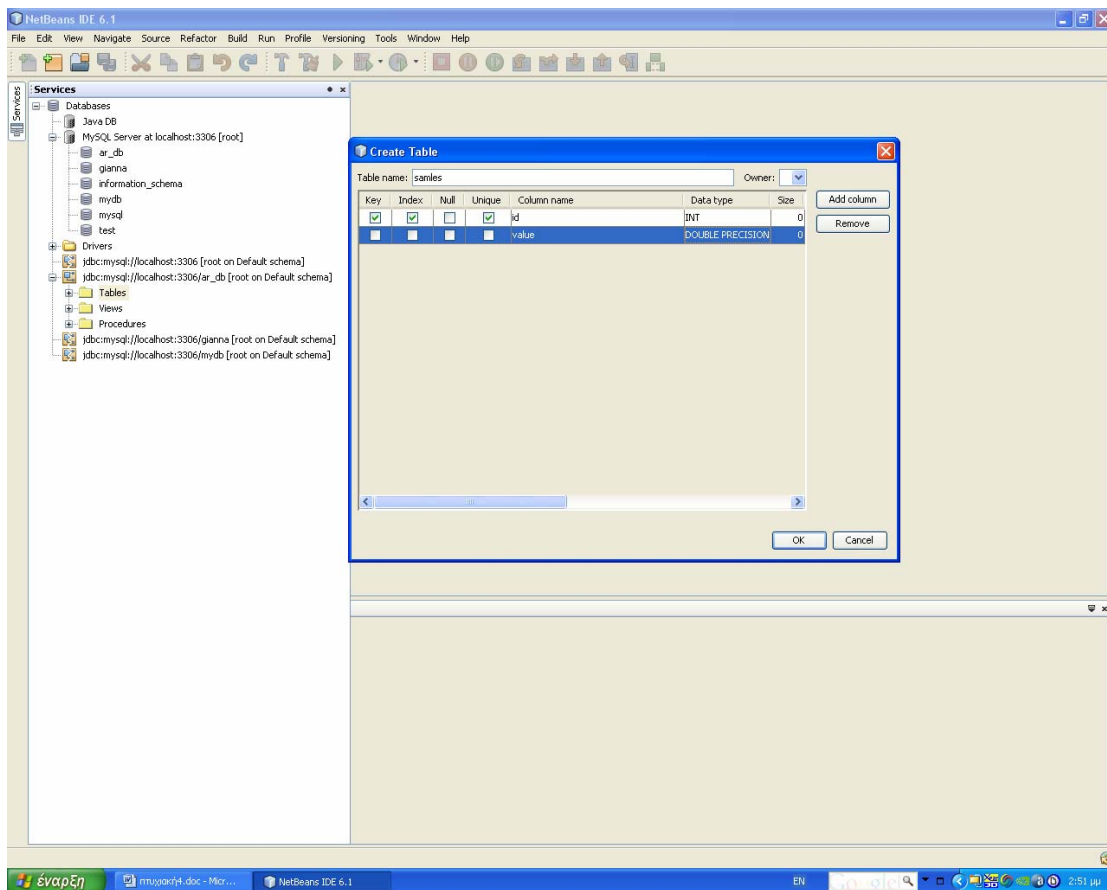 NetBeans IDE 6.1
File Edit View Navigate Source Refactor Build Run Profile Versioning Tools Window Help
Services
Services
Databases
Java DB
MySQL Server at localhost:3306 [root]
ar_db
gianna
information_schema
mydb
mysql
test
Drivers
jdbc:mysql://localhost:3306 [root on Default schema]
jdbc:mysql://localhost:3306/ar_db [root on Default schema]
Tables
Views
Procedures
jdbc:mysql://localhost:3306/gianna [root on Default schema]
jdbc:mysql://localhost:3306/mydb [root on Default schema]
Create Table
Table name: samles Owner:
Key Index Null Unique Column name Data type Size
id INT 0
value DOUBLE PRECISION 0
Add column
Remove
OK Cancel
έναρξη πτυχιακή4.doc - Micr... NetBeans IDE 6.1 EN Google 2:51 μμ